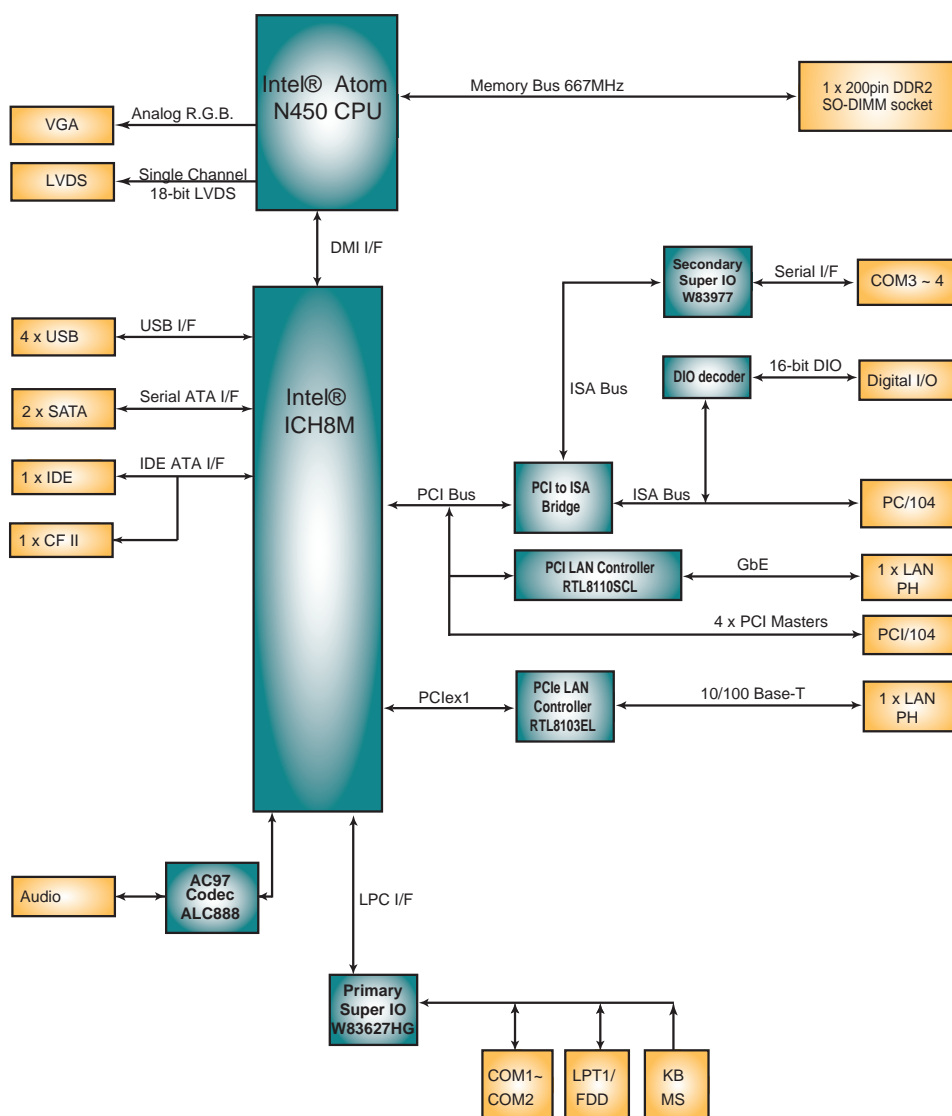 Intel® Atom
N450 CPU
Memory Bus 667MHz
1 x 200pin DDR2
SO-DIMM socket
VGA
Analog R.G.B.
LVDS
Single Channel
18-bit LVDS
DMI I/F
Secondary
Super IO
W83977
Serial I/F
COM3 ~ 4
4 x USB
USB I/F
ISA Bus
DIO decoder
16-bit DIO
Digital I/O
2 x SATA
Serial ATA I/F
Intel®
ICH8M
1 x IDE
IDE ATA I/F
1 x CF II
PCI Bus
PCI to ISA
Bridge
ISA Bus
PC/104
PCI LAN Controller
RTL8110SCL
GbE
1 x LAN
PH
4 x PCI Masters
PCI/104
PCIex1
PCIe LAN
Controller
RTL8103EL
10/100 Base-T
1 x LAN
PH
Audio
AC97
Codec
ALC888
LPC I/F
Primary
Super IO
W83627HG
COM1~
COM2
LPT1/
FDD
KB
MS